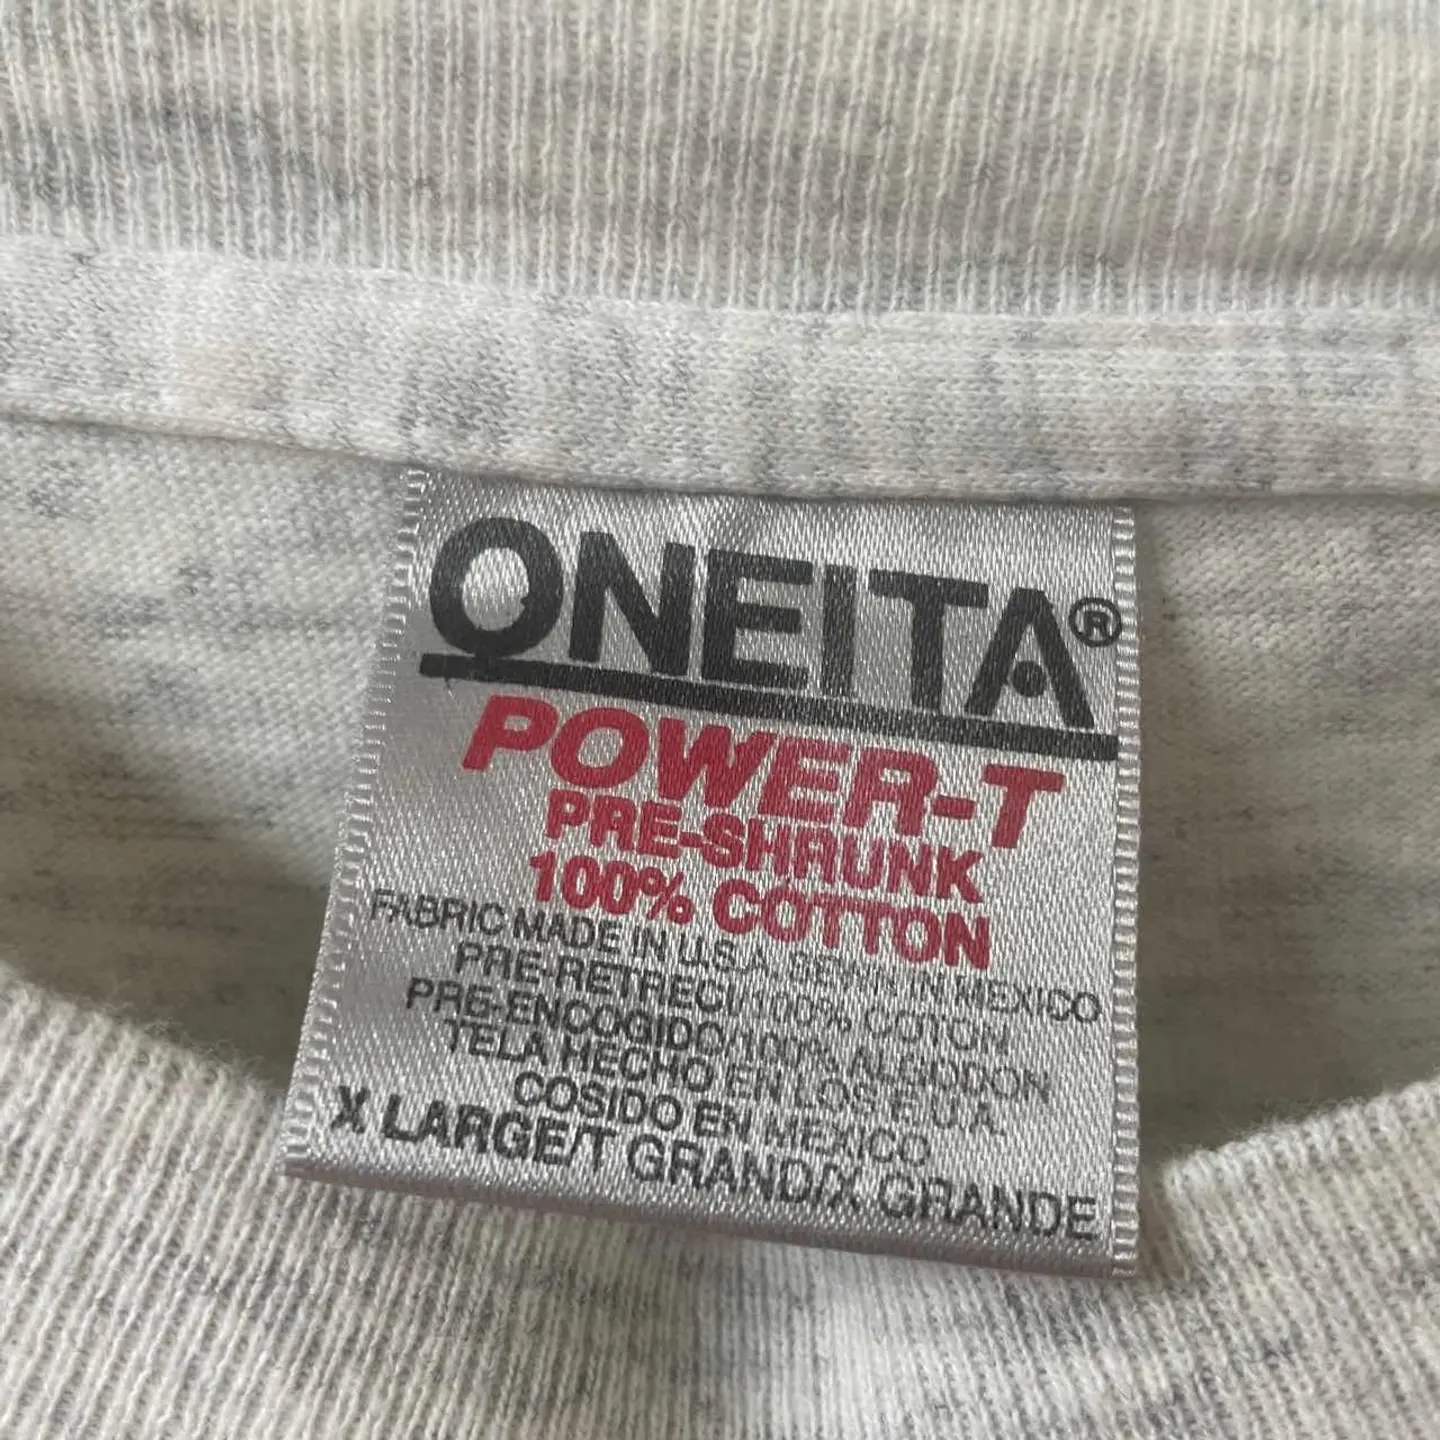 ONEITA®
POWER-T
PRE-SHRUNK
100% COTTON
FABRIC MADE IN U.S.A. SEWN IN MEXICO
PRE-RETRECI/100% COTON
PRE-ENCOGIDO/100% ALGODON
TELA HECHO EN LOS E.U.A.
COSIDO EN MEXICO
X LARGE/T GRAND/X GRANDE